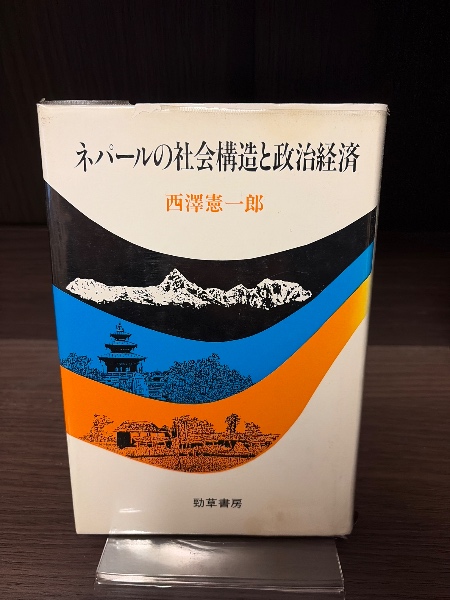 ネパールの社会構造と政治経済
西澤憲一郎
勁草書房